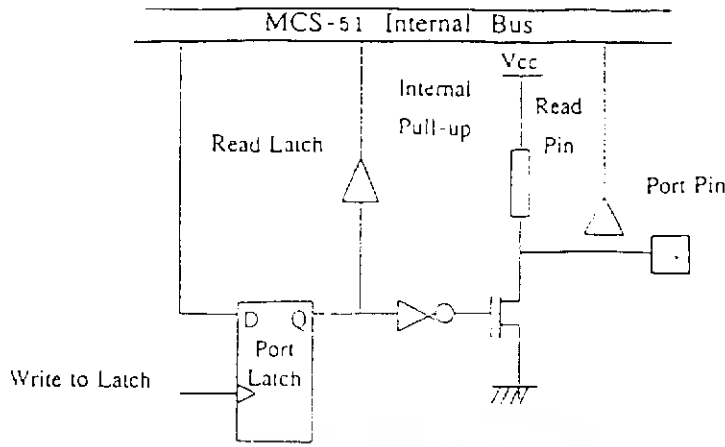 MCS-51 Internal Bus
Vcc
Internal
Pull-up
Read
Pin
Read Latch
Port Pin
D Q
Port
Latch
Write to Latch